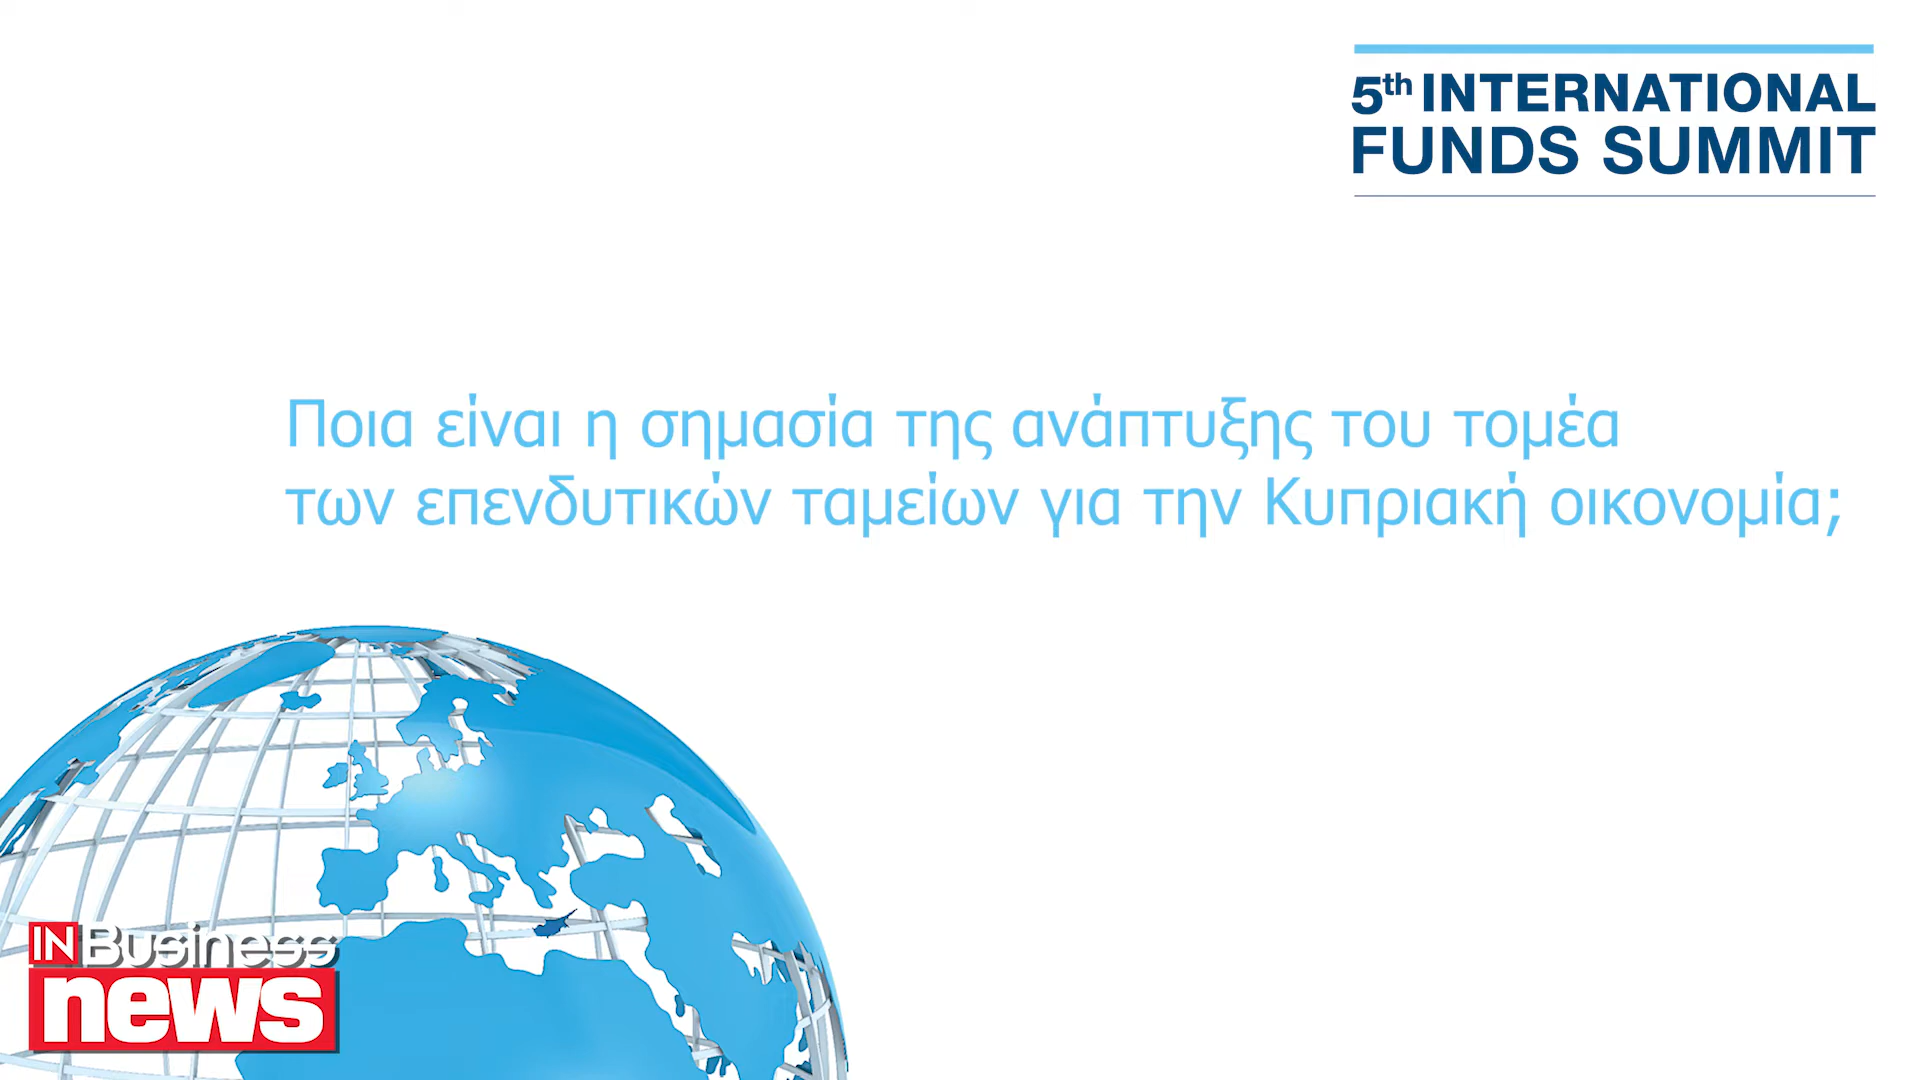 5th INTERNATIONAL
FUNDS SUMMIT
Ποια είναι η σημασία της ανάπτυξης του τομέα
των επενδυτικών ταμείων για την Κυπριακή οικονομία;
IN Business
news